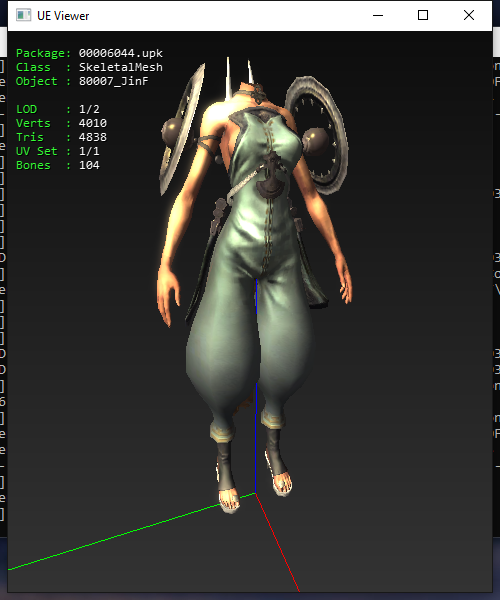 UE Viewer
Package: 00006044.upk
Class : SkeletalMesh
Object : 80007_JinF
LOD : 1/2
Verts : 4010
Tris : 4838
UV Set : 1/1
Bones : 104